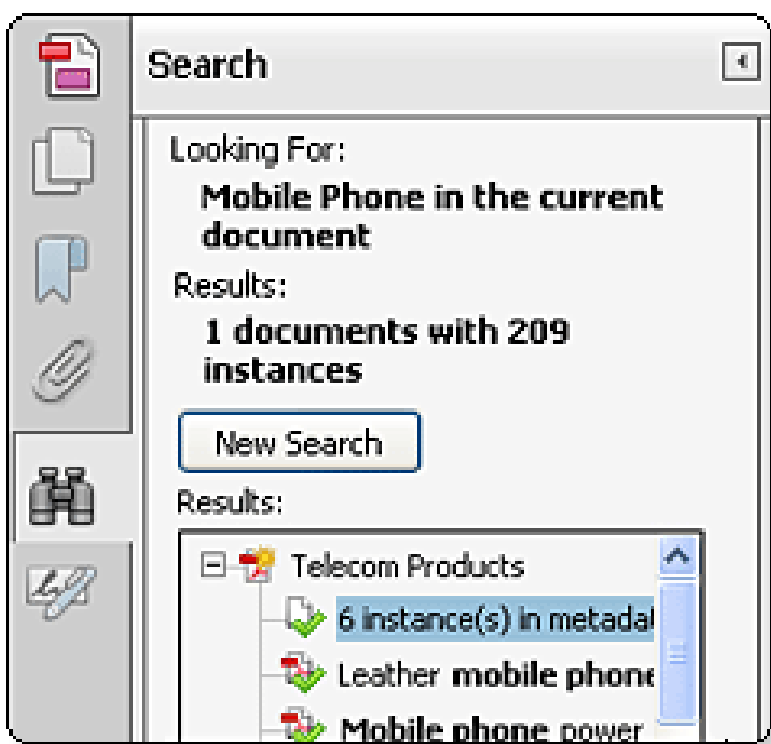 Search
Looking For:
Mobile Phone in the current
document
Results:
1 documents with 209
instances
New Search
Results:
Telecom Products
6 instance(s) in metada
Leather mobile phone
Mobile phone power